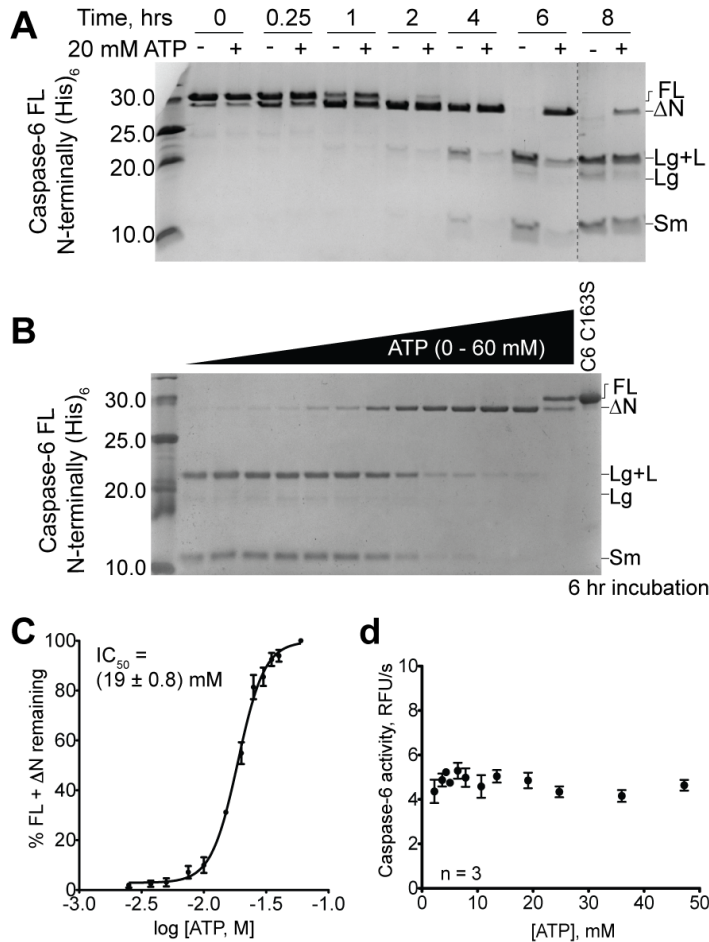 A
Time, hrs 0 0.25 1 2 4 6 8
20 mM ATP - + - + - + - + - + - + - +
Caspase-6 FL
N-terminally (His)6
30.0
25.0
20.0
10.0
FL
ΔN
Lg+L
Lg
Sm
B
ATP (0 - 60 mM)
C6 C163S
Caspase-6 FL
N-terminally (His)6
30.0
25.0
20.0
10.0
FL
ΔN
Lg+L
Lg
Sm
6 hr incubation
C
IC50 =
(19 ± 0.8) mM
% FL + ΔN remaining
100
80
60
40
20
0
-3.0 -2.5 -2.0 -1.5 -1.0
log [ATP, M]
d
Caspase-6 activity, RFU/s
10
8
6
4
2
0
n = 3
0 10 20 30 40 50
[ATP], mM